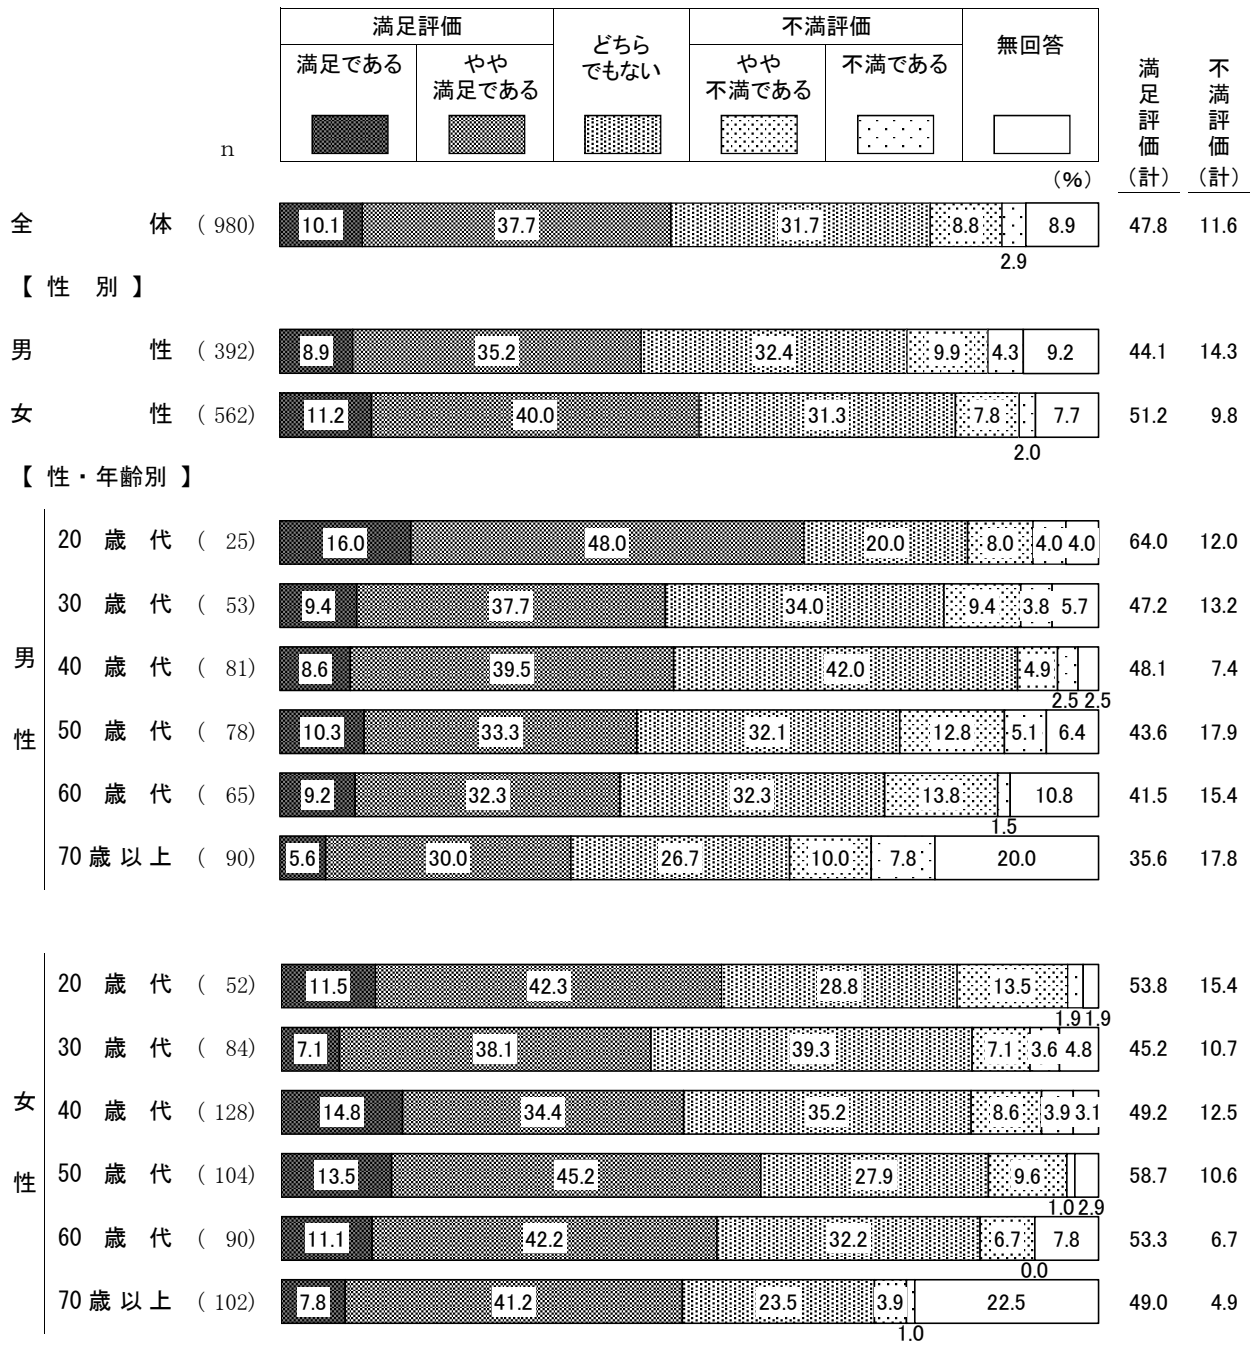 満足評価 不満評価
どちらでもない 無回答
満足である やや満足である やや不満である 不満である
満足評価（計） 不満評価（計）
n
（%）
全体 ( 980) 10.1 37.7 31.7 8.8 8.9 47.8 11.6
2.9
【 性 別 】
男性 ( 392) 8.9 35.2 32.4 9.9 4.3 9.2 44.1 14.3
女性 ( 562) 11.2 40.0 31.3 7.8 7.7 51.2 9.8
2.0
【 性・年齢別 】
男性
20 歳 代 ( 25) 16.0 48.0 20.0 8.0 4.0 4.0 64.0 12.0
30 歳 代 ( 53) 9.4 37.7 34.0 9.4 3.8 5.7 47.2 13.2
40 歳 代 ( 81) 8.6 39.5 42.0 4.9 48.1 7.4
2.5 2.5
50 歳 代 ( 78) 10.3 33.3 32.1 12.8 5.1 6.4 43.6 17.9
60 歳 代 ( 65) 9.2 32.3 32.3 13.8 10.8 41.5 15.4
1.5
70 歳 以 上 ( 90) 5.6 30.0 26.7 10.0 7.8 20.0 35.6 17.8
女性
20 歳 代 ( 52) 11.5 42.3 28.8 13.5 53.8 15.4
1.9 1.9
30 歳 代 ( 84) 7.1 38.1 39.3 7.1 3.6 4.8 45.2 10.7
40 歳 代 ( 128) 14.8 34.4 35.2 8.6 3.9 3.1 49.2 12.5
50 歳 代 ( 104) 13.5 45.2 27.9 9.6 58.7 10.6
1.0 2.9
60 歳 代 ( 90) 11.1 42.2 32.2 6.7 7.8 53.3 6.7
0.0
70 歳 以 上 ( 102) 7.8 41.2 23.5 3.9 22.5 49.0 4.9
1.0